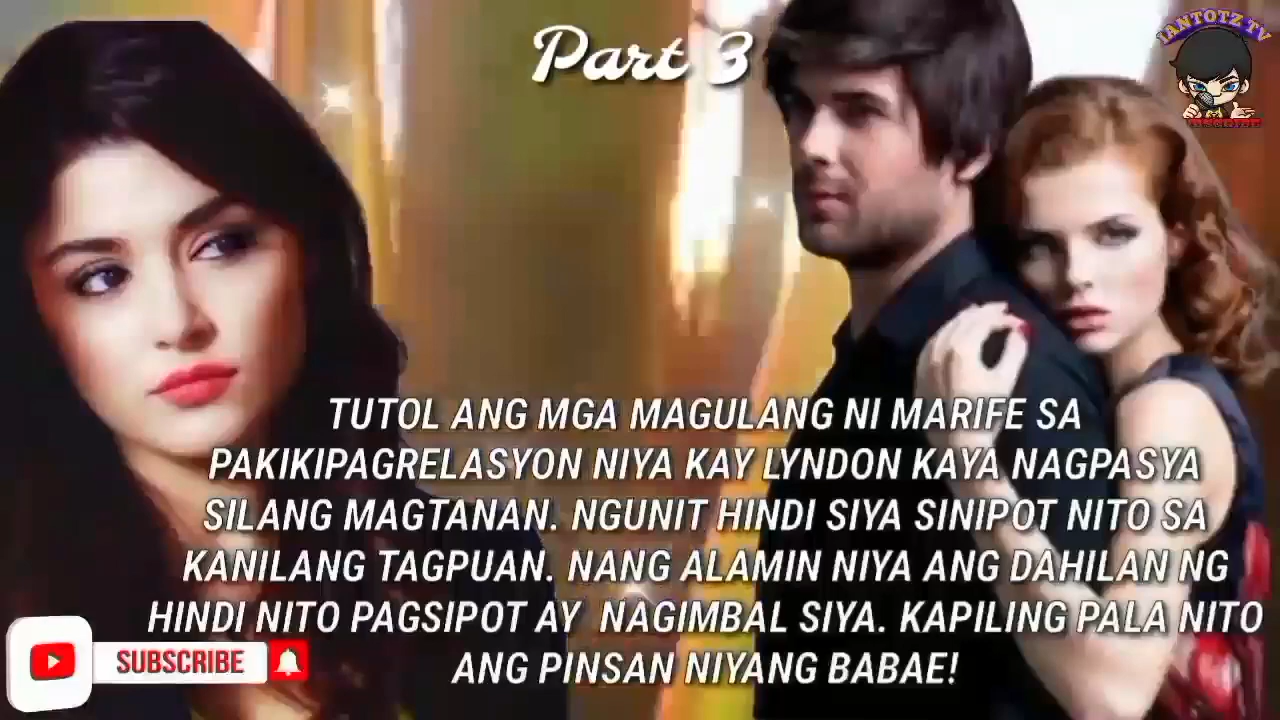 Part 3
IANTOTZ TV
TUTOL ANG MGA MAGULANG NI MARIFE SA
PAKIKIPAGRELASYON NIYA KAY LYNDON KAYA NAGPASYA
SILANG MAGTANAN. NGUNIT HINDI SIYA SINIPOT NITO SA
KANILANG TAGPUAN. NANG ALAMIN NIYA ANG DAHILAN NG
HINDI NITO PAGSIPOT AY NAGIMBAL SIYA. KAPILING PALA NITO
ANG PINSAN NIYANG BABAE!
SUBSCRIBE